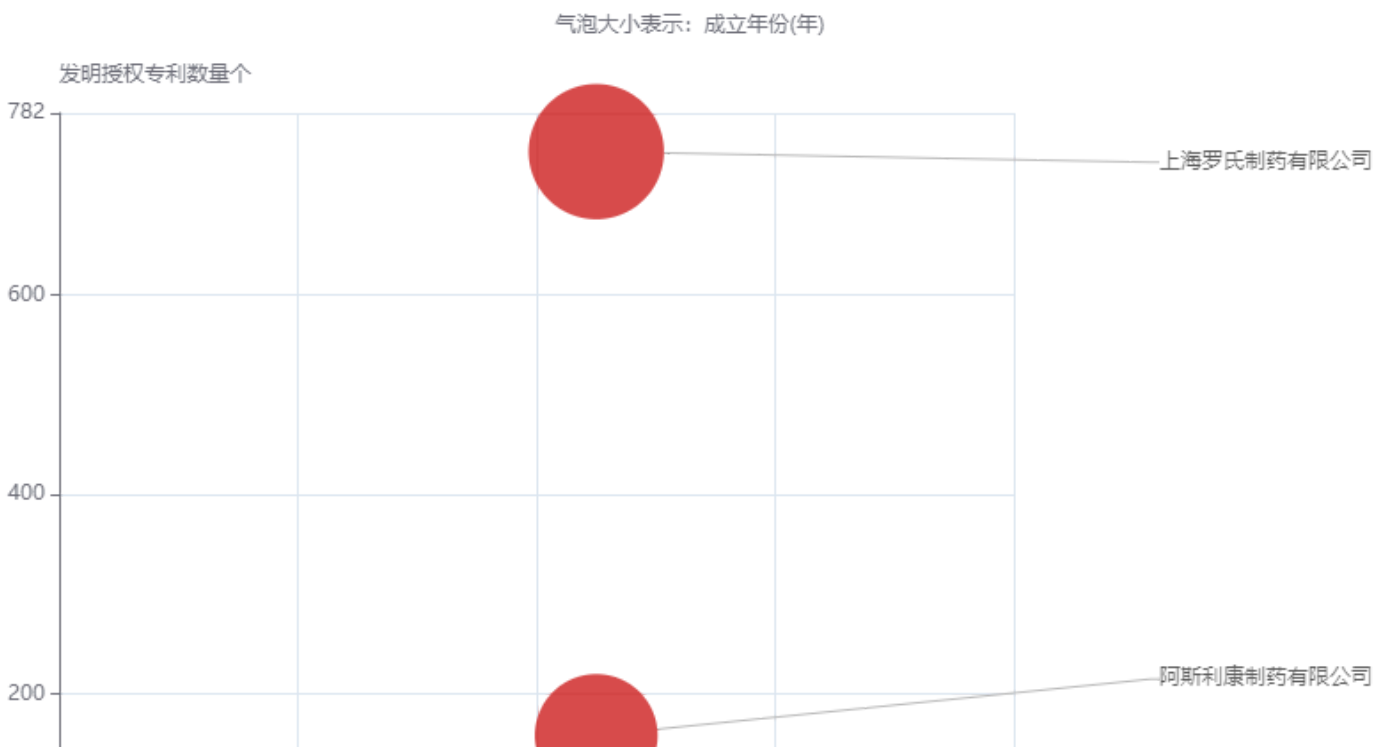 气泡大小表示：成立年份(年)
发明授权专利数量个
782
上海罗氏制药有限公司
600
400
阿斯利康制药有限公司
200